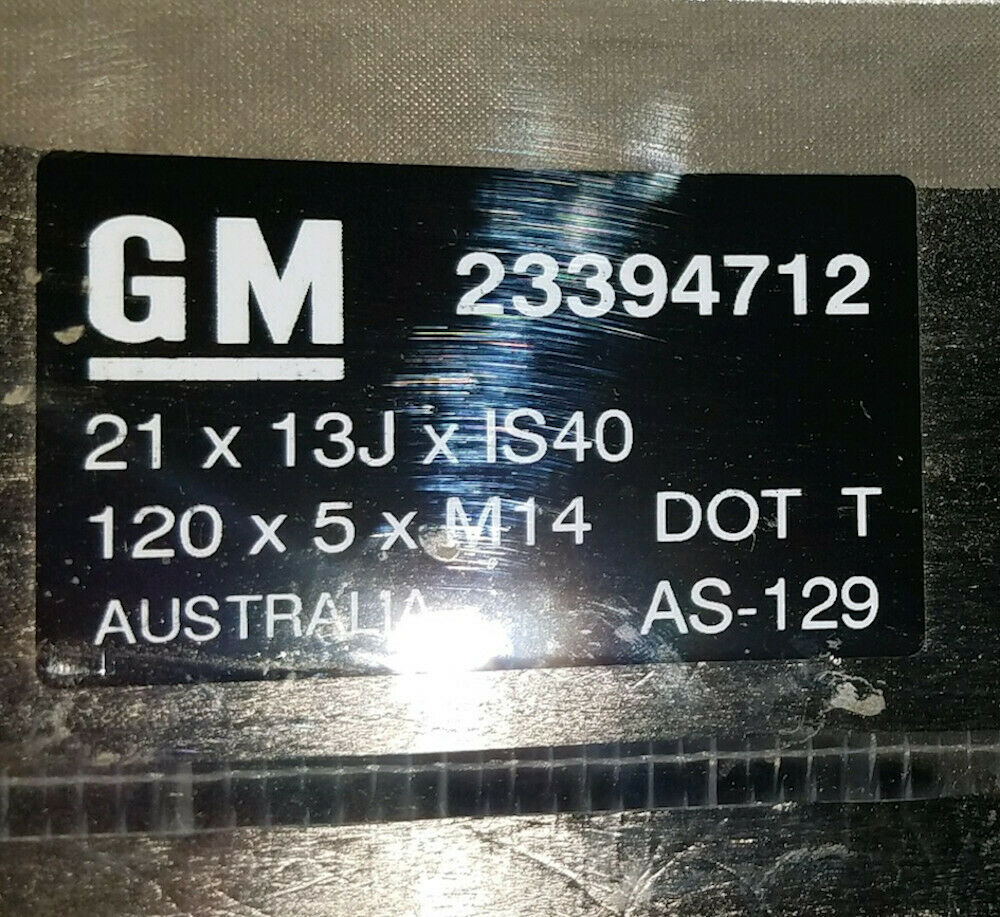 GM 23394712
21 x 13J x IS40
120 x 5 x M14 DOT T
AUSTRALIA AS-129